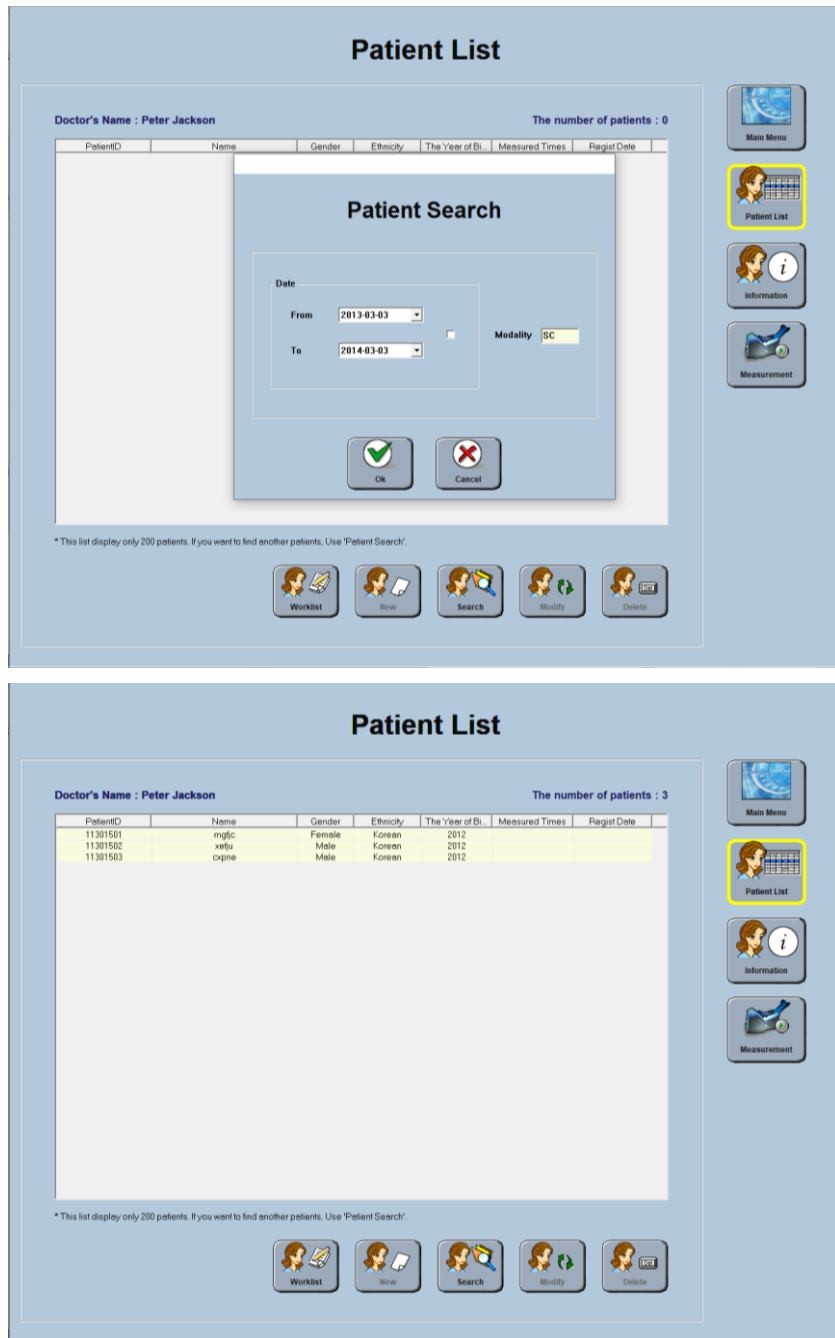 Patient List
Doctor's Name : Peter Jackson The number of patients : 0
PatientID Name Gender Ethnicity The Year of Bi... Measured Times Regist Date
Patient Search
Date
From 2013-03-03
To 2014-03-03
Modality SC
Ok Cancel
* This list display only 200 patients. If you want to find another patients, Use 'Patient Search'.
Worklist New Search Modify Delete
Main Menu
Patient List
i
Information
Measurement
Patient List
Doctor's Name : Peter Jackson The number of patients : 3
PatientID Name Gender Ethnicity The Year of Bi... Measured Times Regist Date
11301501 mgfjc Female Korean 2012
11301502 xefju Male Korean 2012
11301503 cxpne Male Korean 2012
* This list display only 200 patients. If you want to find another patients, Use 'Patient Search'.
Worklist New Search Modify Delete
Main Menu
Patient List
i
Information
Measurement